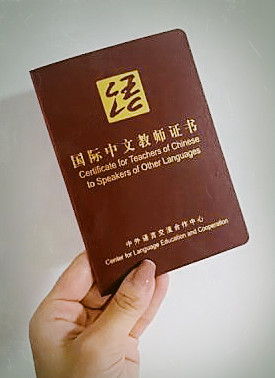 语
国际中文教师证书
Certificate for Teachers of Chinese
to Speakers of Other Languages
中外语言交流合作中心
Center for Language Education and Cooperation